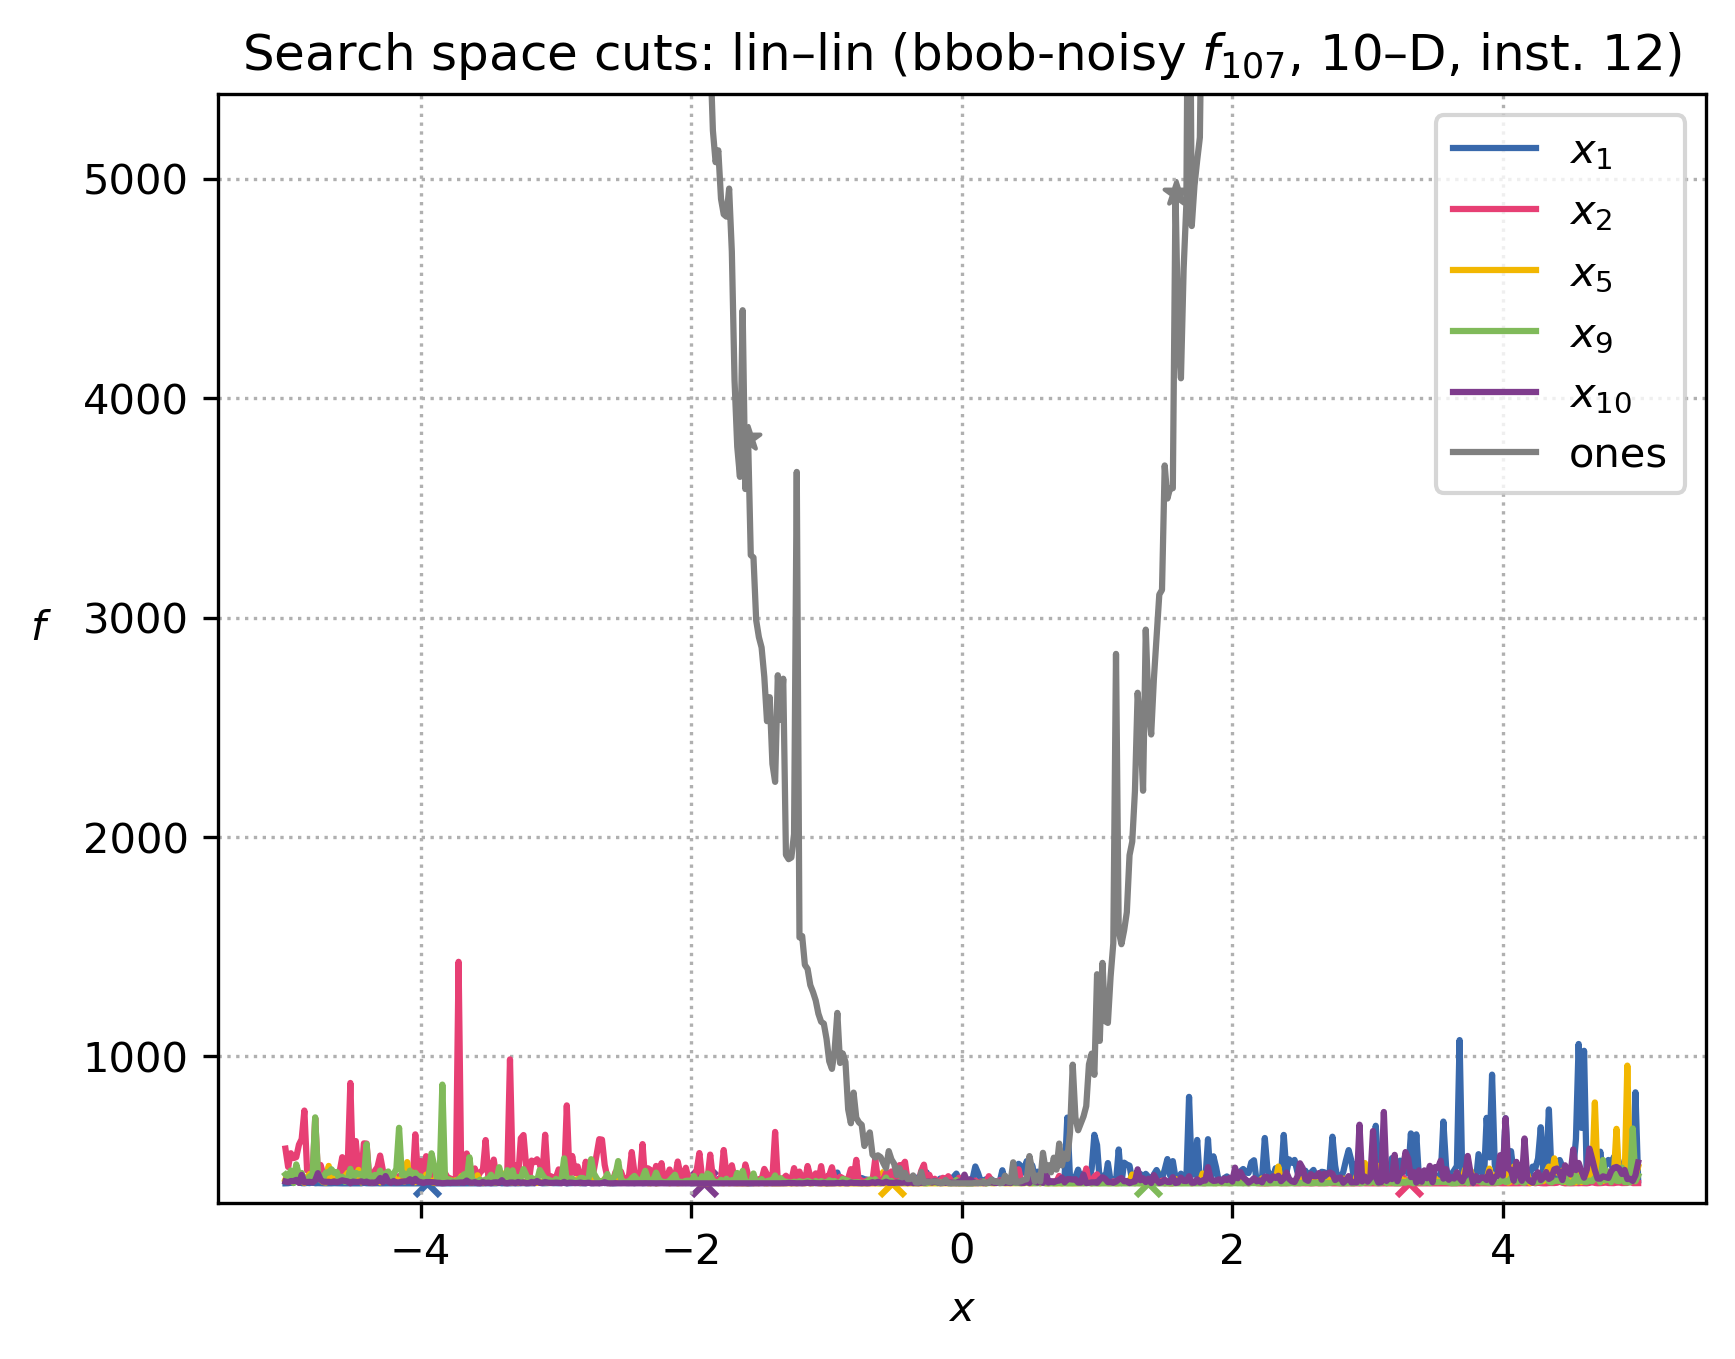 Search space cuts: lin–lin (bbob-noisy f₁₀₇, 10–D, inst. 12)
5000
4000
3000
2000
1000
f
−4
−2
0
2
4
x
x₁
x₂
x₅
x₉
x₁₀
ones